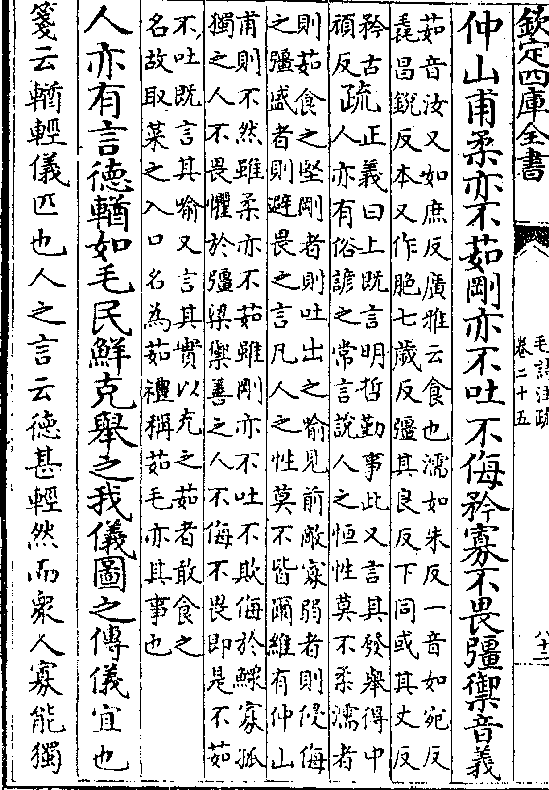 欽定四庫全書
毛詩注疏
卷二十五
八十二
仲山甫柔亦不茹剛亦不吐不侮矜寡不畏彊禦音義
茹音汝又如庶反廣雅云食也濡如朱反一音如宛反
毳昌銳反本又作脆七歲反彊其良反下同或其丈反
矜古
頑反疏正義曰上既言明哲勤事此又言其發舉得中
人亦有俗諺之常言說人之恒性莫不柔濡者
則茹食之堅剛者則吐出之喻見前敵寡弱者則侵侮
之彊盛者則避畏之言凡人之性莫不皆爾維有仲山
甫則不然雖柔亦不茹雖剛亦不吐不欺侮於鰥寡孤
獨之人不畏懼於彊梁禦善之人不侮不畏即是不茹
不吐既言其喻又言其實以充之茹者敢食之
名故取菜之入口名為茹禮稱茹毛亦其事也
人亦有言德輶如毛民鮮克舉之我儀圖之傳儀宜也
箋云輶輕儀匹也人之言云德甚輕然而衆人寡能獨